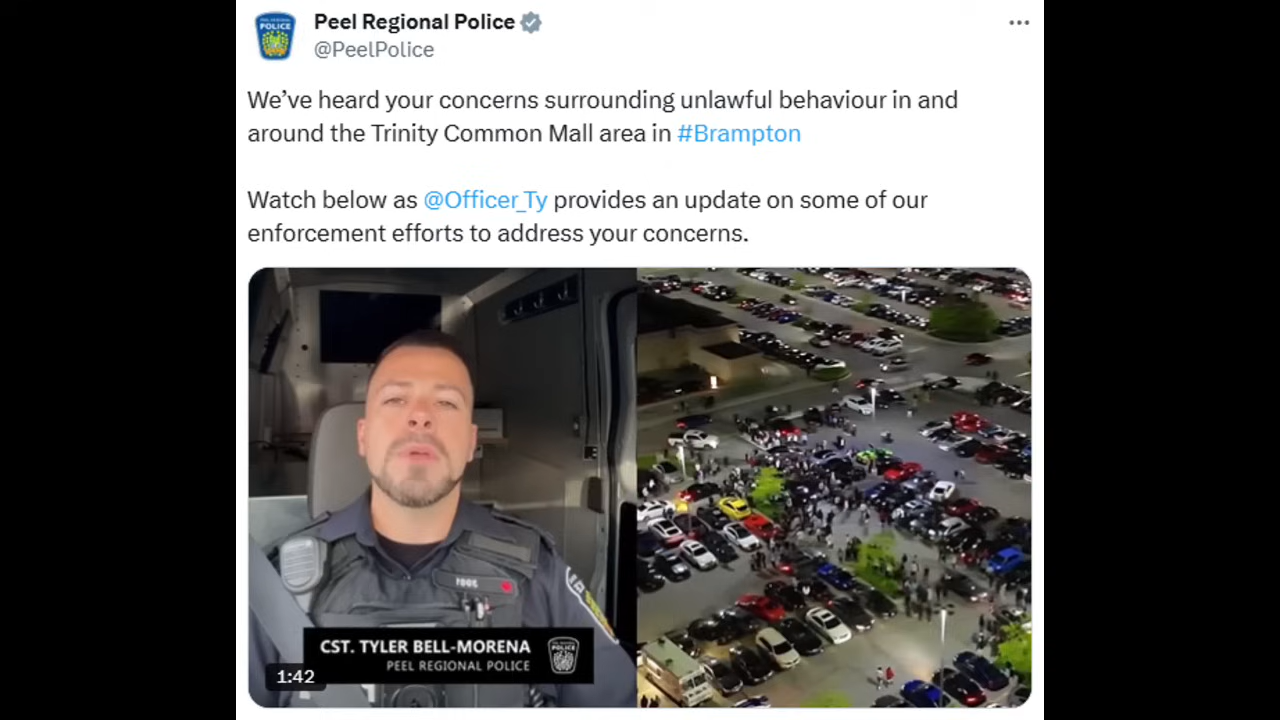 Peel Regional Police
@PeelPolice
We’ve heard your concerns surrounding unlawful behaviour in and
around the Trinity Common Mall area in #Brampton
Watch below as @Officer_Ty provides an update on some of our
enforcement efforts to address your concerns.
CST. TYLER BELL-MORENA
PEEL REGIONAL POLICE
POLICE
1:42